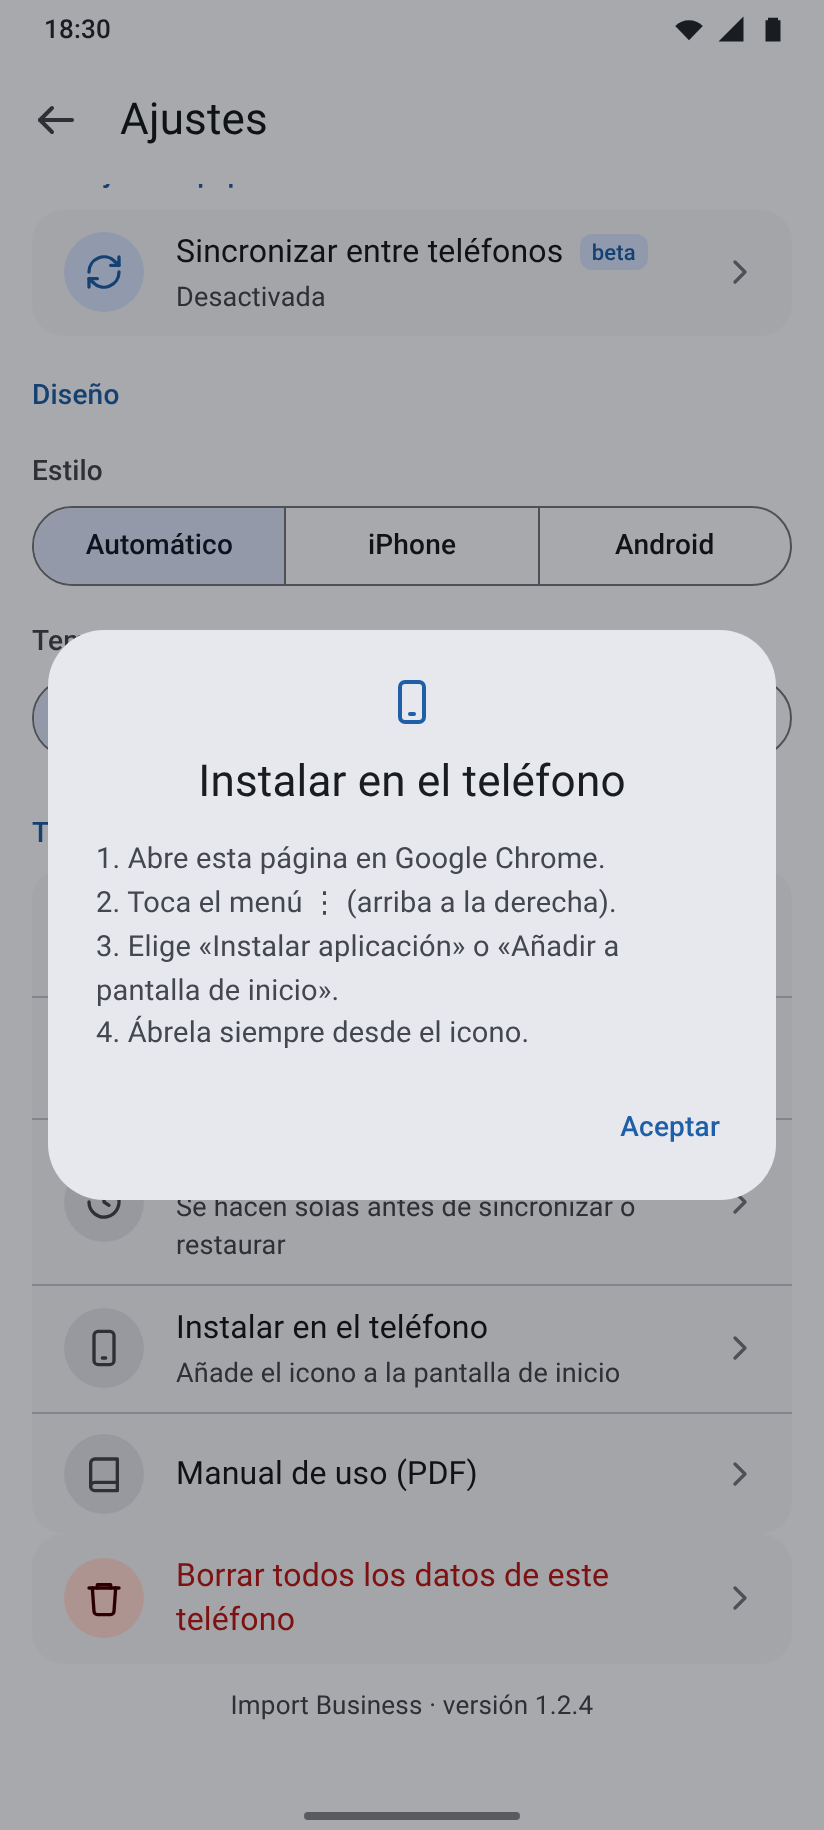 18:30
Ajustes
Sincronizar entre teléfonos beta
Desactivada
Diseño
Estilo
Automático iPhone Android
Instalar en el teléfono
1. Abre esta página en Google Chrome.
2. Toca el menú ⋮ (arriba a la derecha).
3. Elige «Instalar aplicación» o «Añadir a
pantalla de inicio».
4. Ábrela siempre desde el icono.
Aceptar
Se hacen solas antes de sincronizar o
restaurar
Instalar en el teléfono
Añade el icono a la pantalla de inicio
Manual de uso (PDF)
Borrar todos los datos de este
teléfono
Import Business · versión 1.2.4